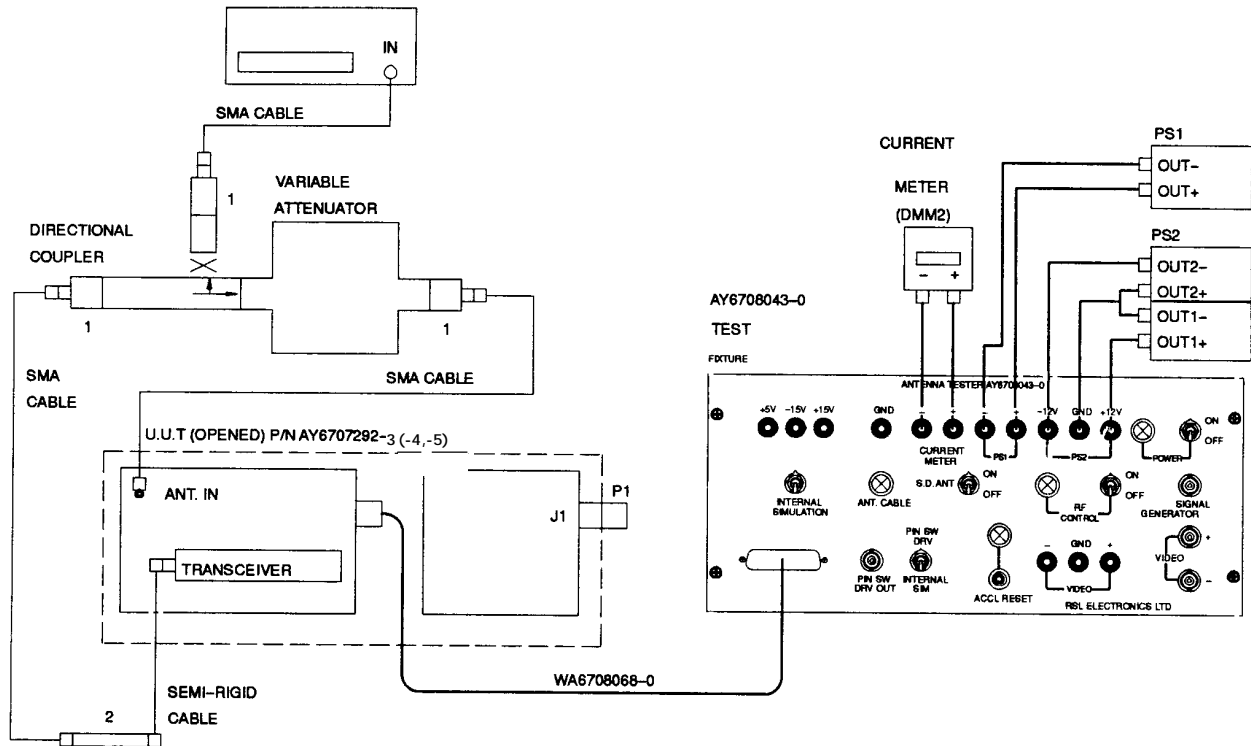 IN
SMA CABLE
1
VARIABLE
ATTENUATOR
DIRECTIONAL
COUPLER
1
1
SMA
CABLE
SMA CABLE
CURRENT
METER
(DMM2)
− +
PS1
OUT−
OUT+
PS2
OUT2−
OUT2+
OUT1−
OUT1+
AY6708043−0
TEST
FIXTURE
U.U.T (OPENED) P/N AY6707292-3 (-4,-5)
ANT. IN
TRANSCEIVER
J1
P1
SEMI−RIGID
CABLE
2
WA6708068−0
ANTENNA TESTER AY6708043−0
+5V −15V +15V GND − + − + −12V GND +12V
CURRENT
METER
PS1
PS2
POWER
ON
OFF
INTERNAL
SIMULATION
ANT. CABLE
S.D. ANT
ON
OFF
RF
CONTROL
ON
OFF
SIGNAL
GENERATOR
PIN SW
DRV OUT
PIN SW
DRV
INTERNAL
SIM
ACCL RESET
− GND +
VIDEO
VIDEO
+
−
RSL ELECTRONICS LTD